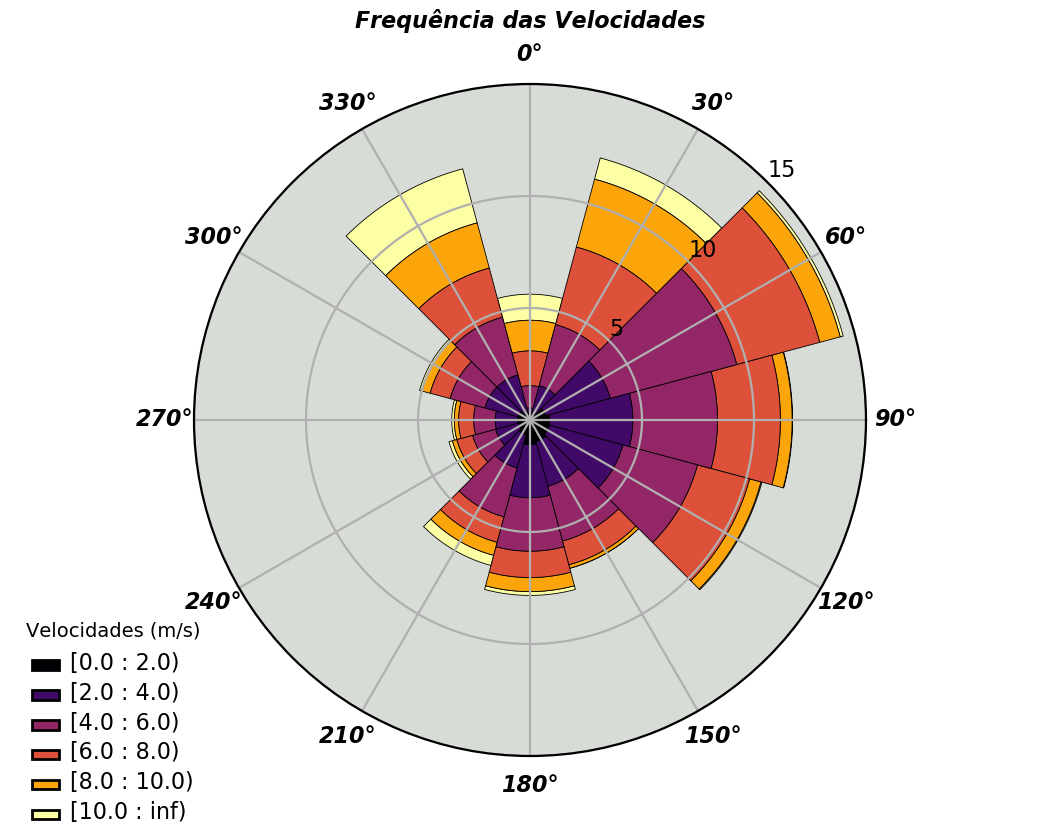 Frequência das Velocidades
0°
330°
30°
15
300°
60°
10
5
270°
90°
240°
120°
210°
150°
180°
Velocidades (m/s)
[0.0 : 2.0)
[2.0 : 4.0)
[4.0 : 6.0)
[6.0 : 8.0)
[8.0 : 10.0)
[10.0 : inf)